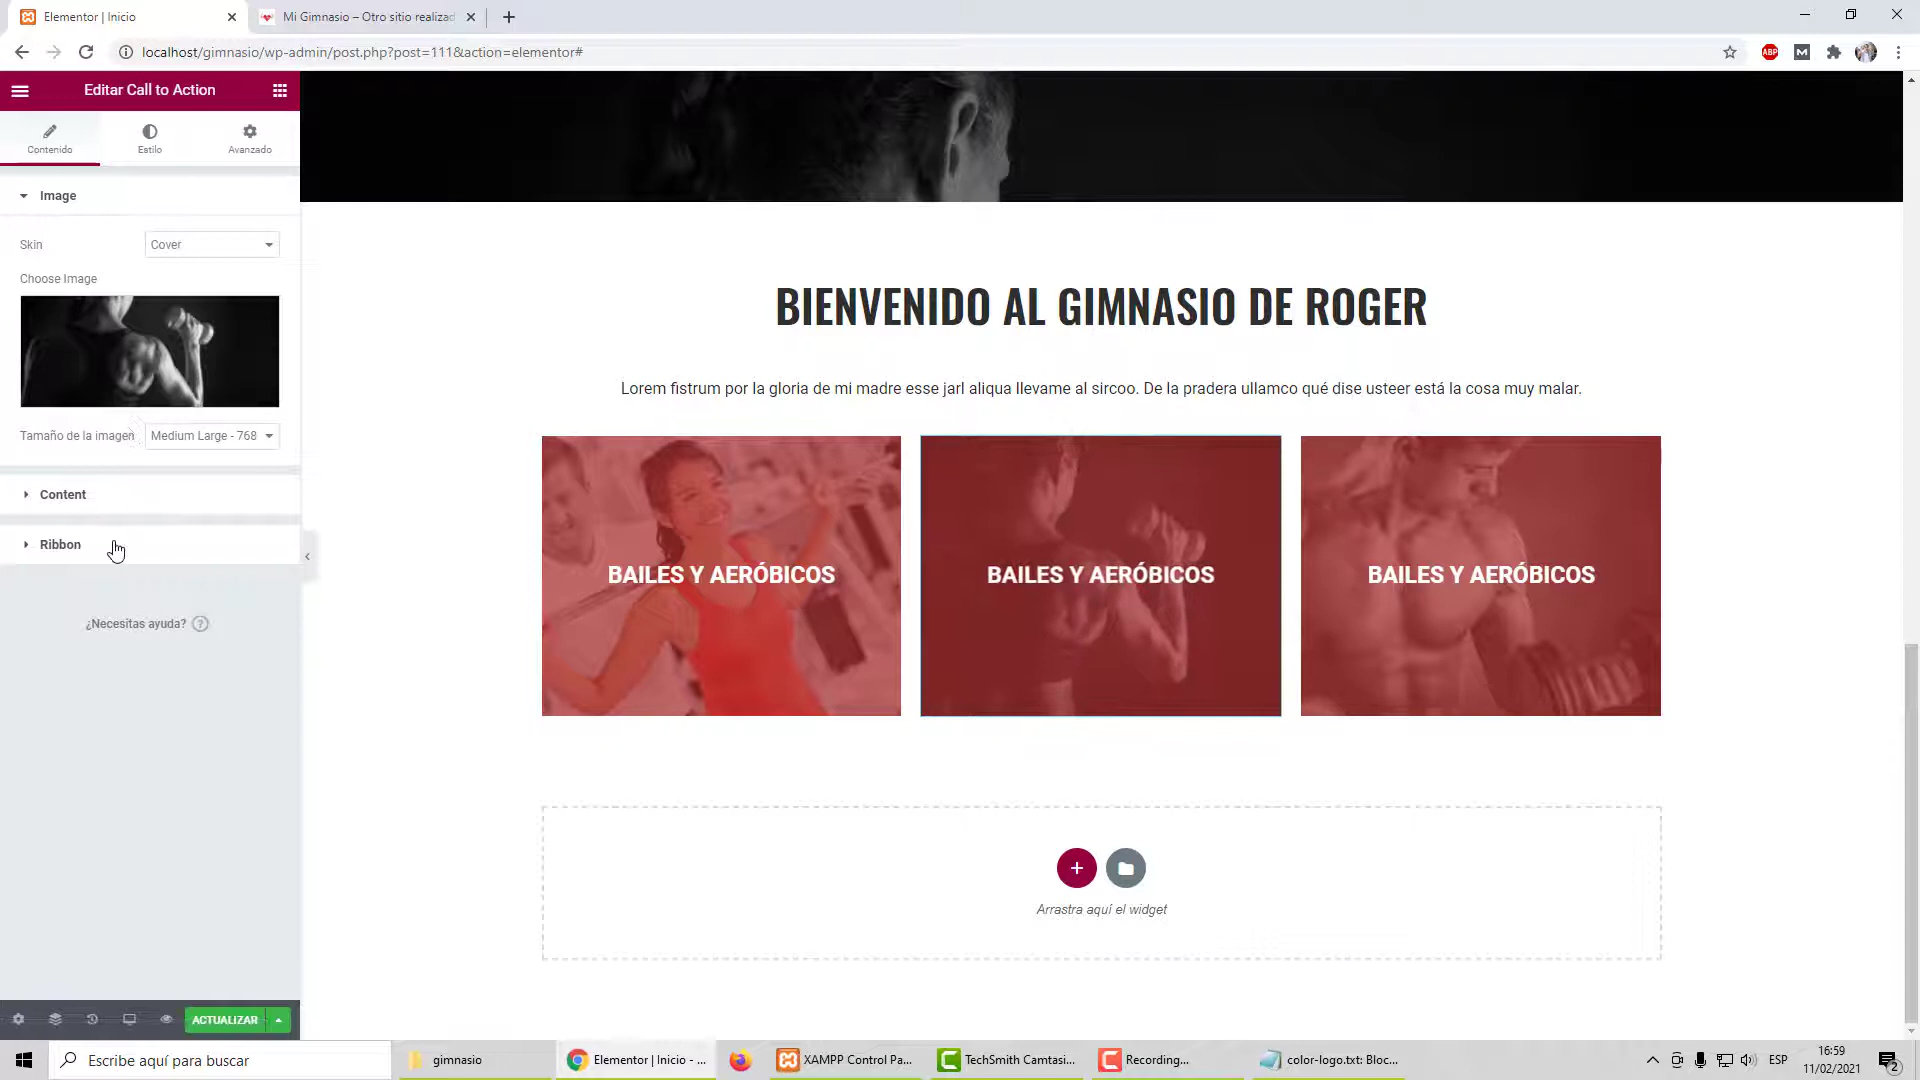 Elementor | Inicio
Mi Gimnasio – Otro sitio realizad
localhost/gimnasio/wp-admin/post.php?post=111&action=elementor#
ABP
M
Editar Call to Action
Contenido
Estilo
Avanzado
Image
Skin
Cover
Choose Image
Tamaño de la imagen
Medium Large - 768
Content
Ribbon
¿Necesitas ayuda? ?
BIENVENIDO AL GIMNASIO DE ROGER
Lorem fistrum por la gloria de mi madre esse jarl aliqua llevame al sircoo. De la pradera ullamco qué dise usteer está la cosa muy malar.
BAILES Y AERÓBICOS
BAILES Y AERÓBICOS
BAILES Y AERÓBICOS
Arrastra aquí el widget
ACTUALIZAR
Escribe aquí para buscar
gimnasio
Elementor | Inicio - ...
XAMPP Control Pa...
TechSmith Camtasi...
Recording...
color-logo.txt: Bloc...
ESP
16:59
11/02/2021
2